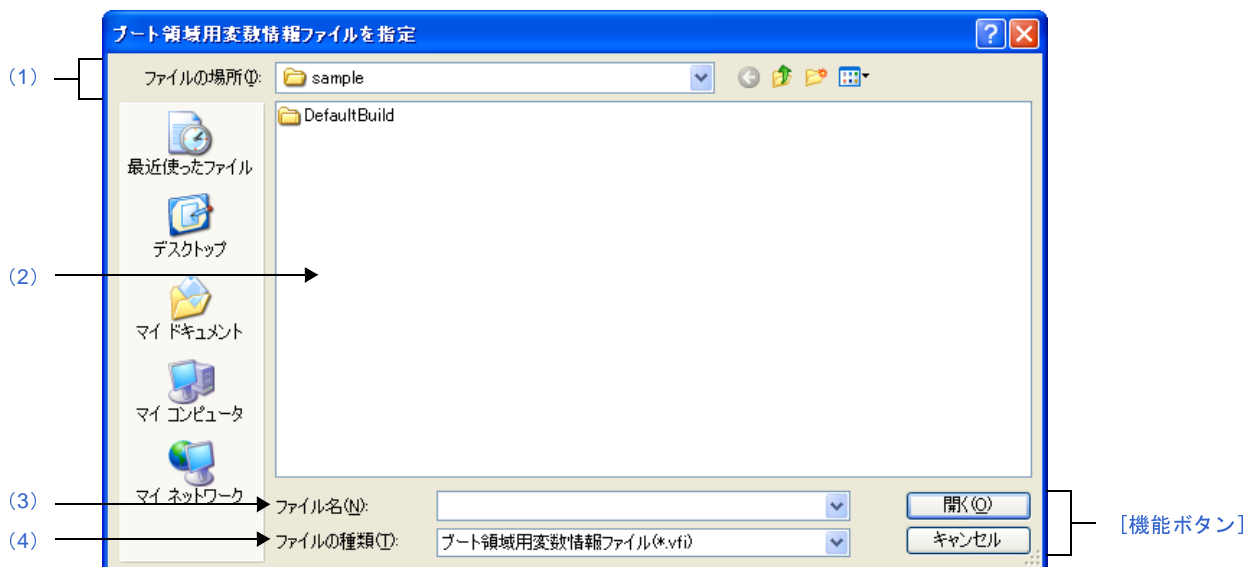 ブート領域用変数情報ファイルを指定
(1)
ファイルの場所(I):
sample
DefaultBuild
最近使ったファイル
デスクトップ
(2)
マイ ドキュメント
マイ コンピュータ
マイ ネットワーク
(3)
ファイル名(N):
開く(O)
(4)
ファイルの種類(T):
ブート領域用変数情報ファイル(*.vfi)
キャンセル
[機能ボタン]